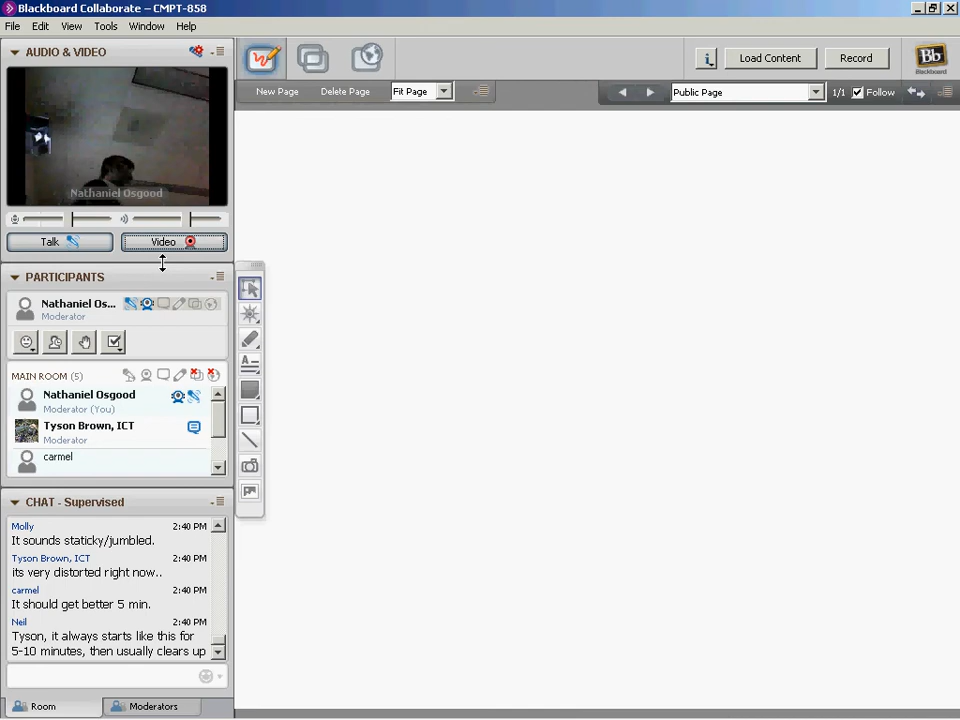 Blackboard Collaborate – CMPT-858
File Edit View Tools Window Help
AUDIO & VIDEO
Nathaniel Osgood
Talk Video
PARTICIPANTS
Nathaniel Os...
Moderator
MAIN ROOM (5)
Nathaniel Osgood
Moderator (You)
Tyson Brown, ICT
Moderator
carmel
CHAT - Supervised
Molly 2:40 PM
It sounds staticky/jumbled.
Tyson Brown, ICT 2:40 PM
its very distorted right now..
carmel 2:40 PM
It should get better 5 min.
Neil 2:40 PM
Tyson, it always starts like this for
5-10 minutes, then usually clears up
Room Moderators
Load Content Record
Bb
Blackboard
New Page Delete Page Fit Page Public Page 1/1 Follow